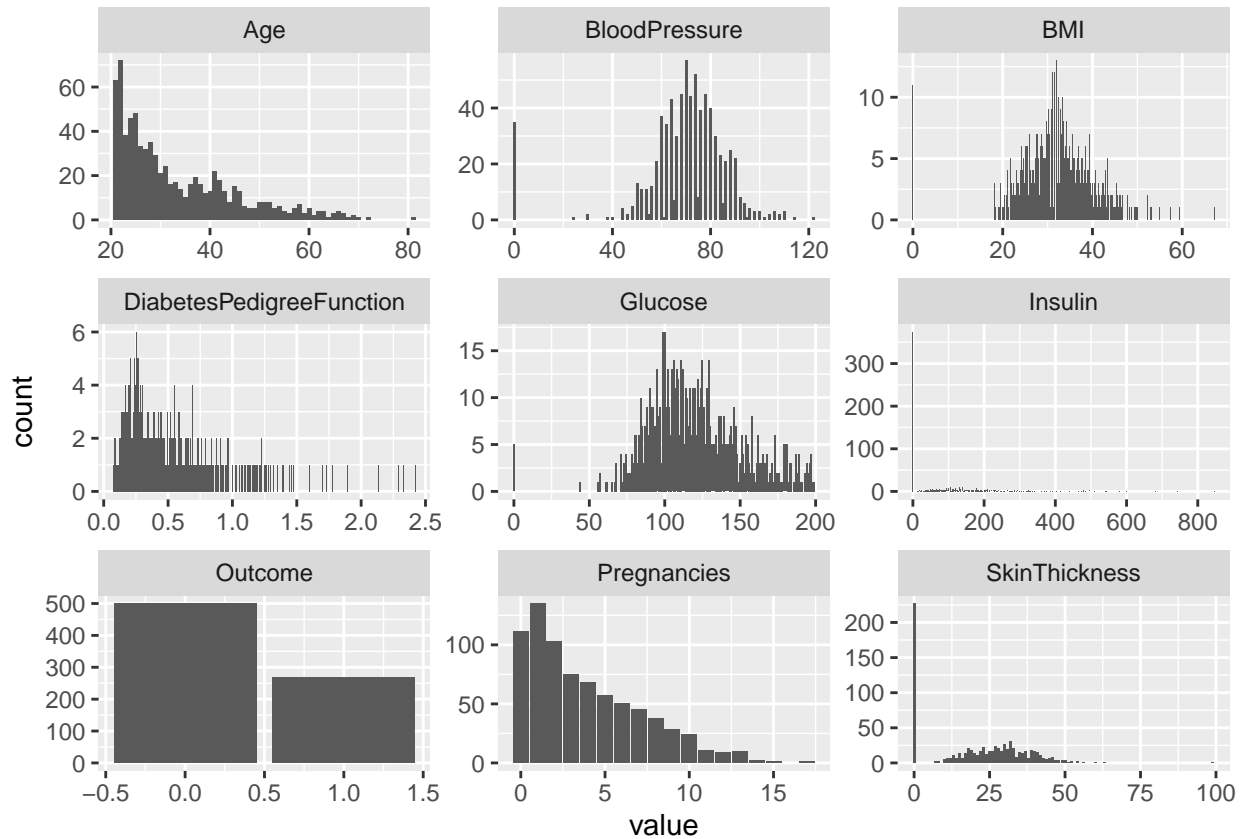 Age
BloodPressure
BMI
60
40
20
0
20 40 60 80
40
20
0
0 40 80 120
10
5
0
0 20 40 60
DiabetesPedigreeFunction
Glucose
Insulin
6
4
2
0
0.0 0.5 1.0 1.5 2.0 2.5
15
10
5
0
0 50 100 150 200
300
200
100
0
0 200 400 600 800
Outcome
Pregnancies
SkinThickness
500
400
300
200
100
0
−0.5 0.0 0.5 1.0 1.5
100
50
0
0 5 10 15
200
150
100
50
0
0 25 50 75 100
count
value